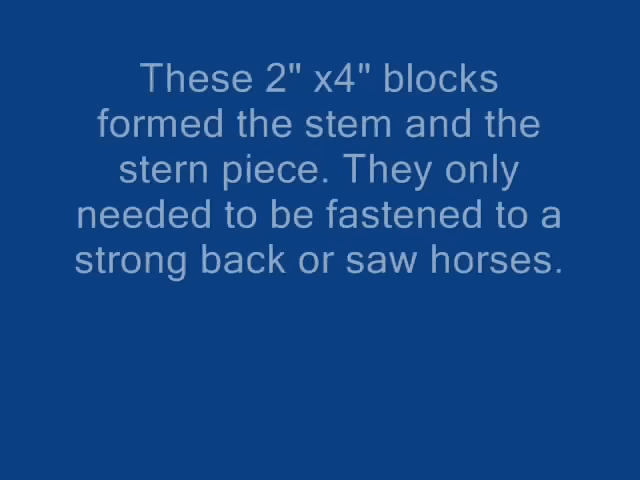 These 2" x4" blocks
formed the stem and the
stern piece. They only
needed to be fastened to a
strong back or saw horses.